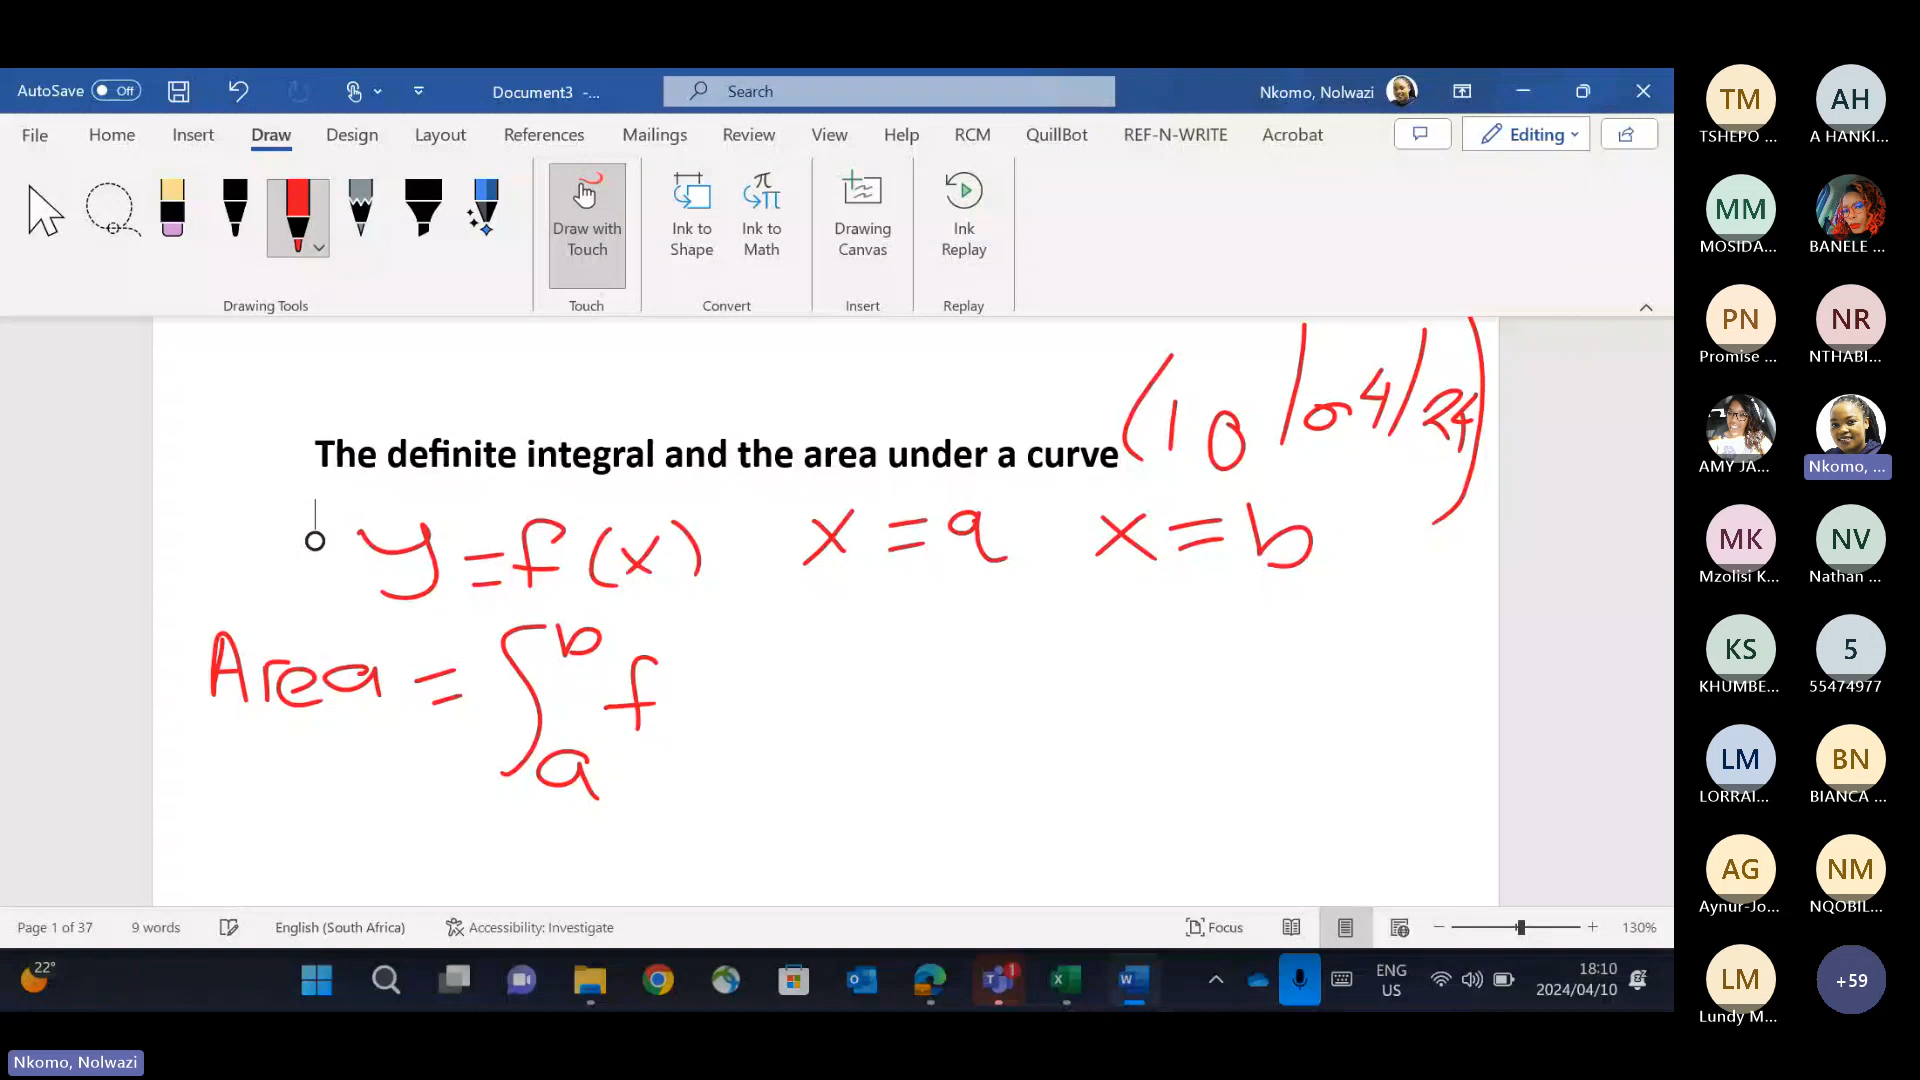 AutoSave Off Document3 -... Search Nkomo, Nolwazi
File Home Insert Draw Design Layout References Mailings Review View Help RCM QuillBot REF-N-WRITE Acrobat Editing
Draw with Touch
Ink to Shape
Ink to Math
Drawing Canvas
Ink Replay
Drawing Tools Touch Convert Insert Replay
(10/04/24)
The definite integral and the area under a curve
y = f(x) x = a x = b
Area = ∫ b a f
Page 1 of 37 9 words English (South Africa) Accessibility: Investigate Focus 130%
22° 1 ENG US 18:10 2024/04/10
Nkomo, Nolwazi
TM AH
TSHEPO ... A HANKI...
MM
MOSIDA... BANELE ...
PN NR
Promise ... NTHABI...
AMY JA... Nkomo, ...
MK NV
Mzolisi K... Nathan ...
KS 5
KHUMBE... 55474977
LM BN
LORRAI... BIANCA ...
AG NM
Aynur-Jo... NQOBIL...
LM +59
Lundy M...